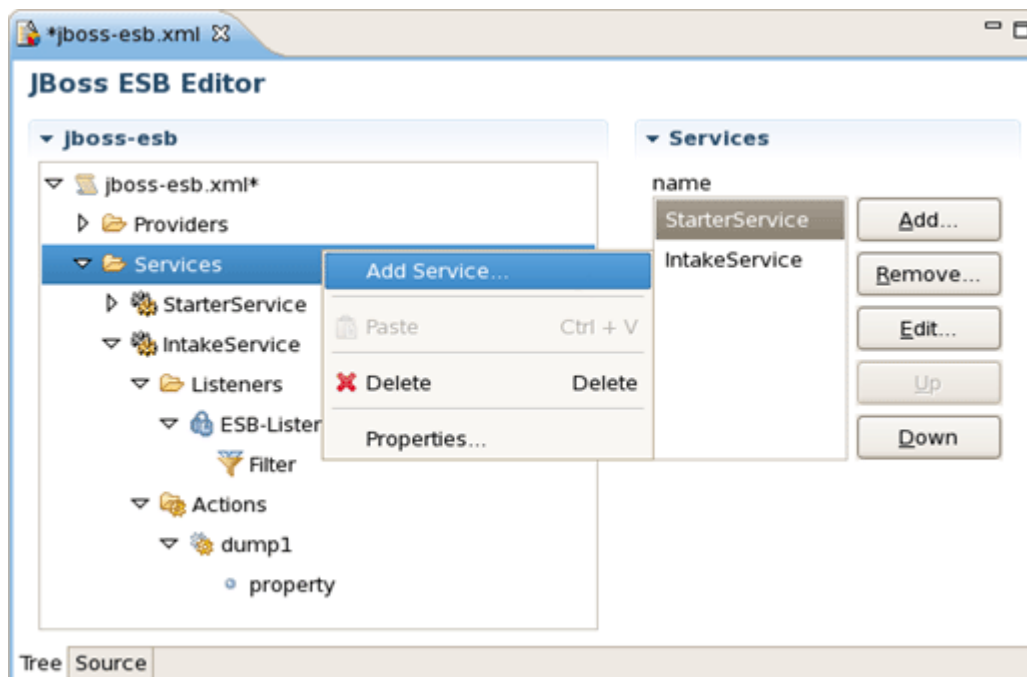 *jboss-esb.xml
JBoss ESB Editor
jboss-esb
jboss-esb.xml*
Providers
Services
StarterService
IntakeService
Listeners
ESB-Lister
Filter
Actions
dump1
property
Add Service...
Paste Ctrl + V
Delete Delete
Properties...
Services
name
StarterService
IntakeService
Add...
Remove...
Edit...
Up
Down
Tree Source